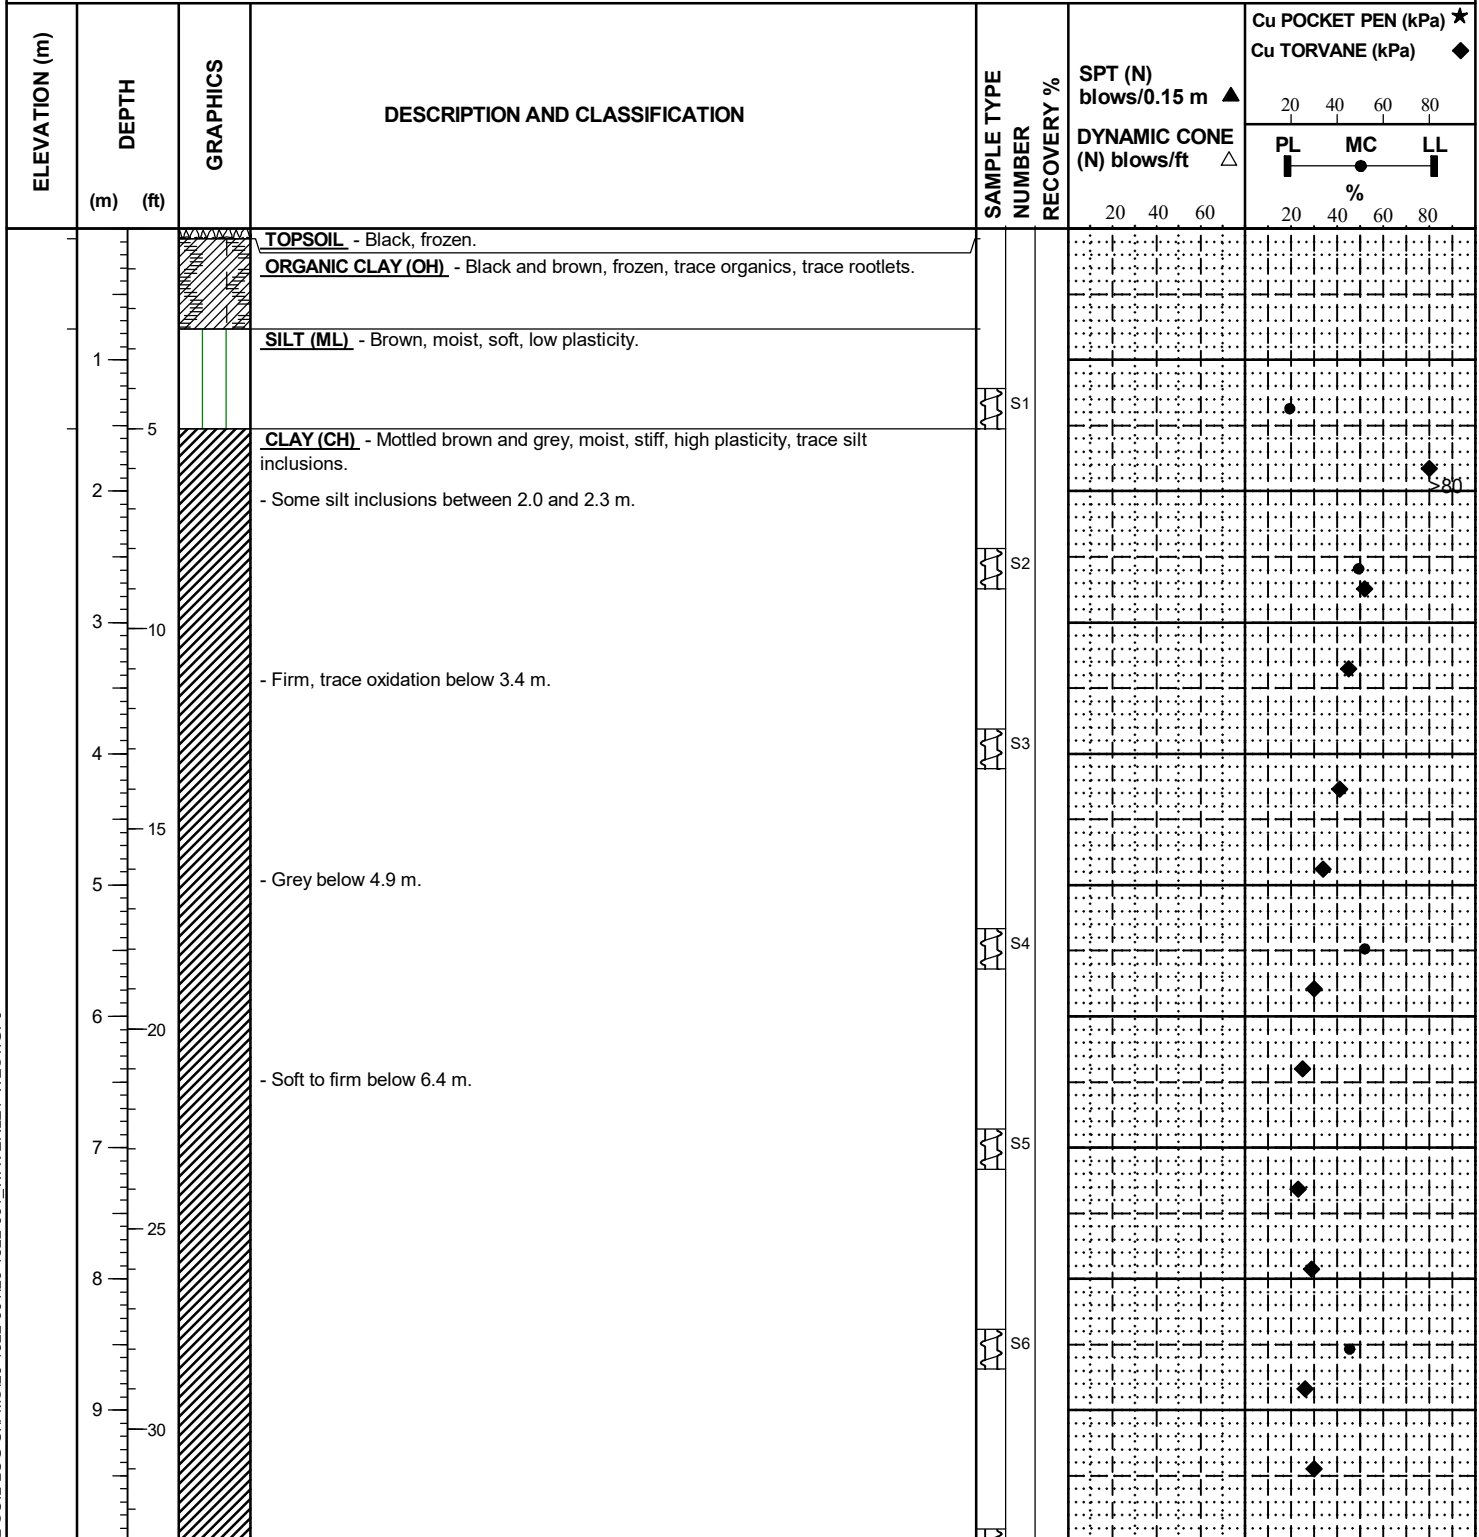 ELEVATION (m)
DEPTH
(m) (ft)
GRAPHICS
DESCRIPTION AND CLASSIFICATION
SAMPLE TYPE
NUMBER
RECOVERY %
SPT (N)
blows/0.15 m ▲
DYNAMIC CONE
(N) blows/ft △
20 40 60
Cu POCKET PEN (kPa) ★
Cu TORVANE (kPa) ◆
20 40 60 80
PL MC LL
%
20 40 60 80
TOPSOIL - Black, frozen.
ORGANIC CLAY (OH) - Black and brown, frozen, trace organics, trace rootlets.
SILT (ML) - Brown, moist, soft, low plasticity.
1
S1
5
CLAY (CH) - Mottled brown and grey, moist, stiff, high plasticity, trace silt
inclusions.
>80
2
- Some silt inclusions between 2.0 and 2.3 m.
S2
3
10
- Firm, trace oxidation below 3.4 m.
S3
4
15
- Grey below 4.9 m.
5
S4
6
20
- Soft to firm below 6.4 m.
S5
7
25
8
S6
9
30